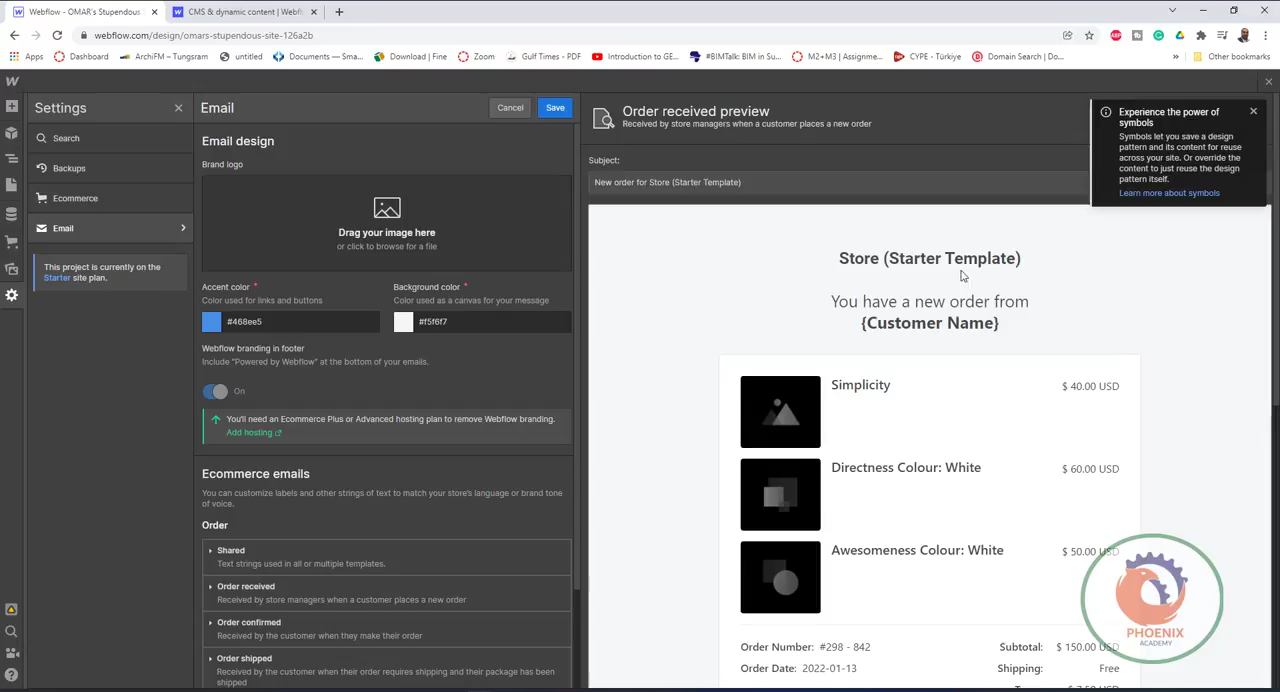 Webflow - OMAR's Stupendous
CMS & dynamic content | Webfl
webflow.com/design/omars-stupendous-site-126a2b
Apps
Dashboard
ArchiFM – Tungsram
untitled
Documents — Sma...
Download | Fine
Zoom
Gulf Times - PDF
Introduction to GE...
#BIMTalk: BIM in Su...
M2+M3 | Assignme...
CYPE - Türkiye
Domain Search | Do...
»
Other bookmarks
Settings
Search
Backups
Ecommerce
Email
This project is currently on the
Starter site plan.
Email
Cancel
Save
Email design
Brand logo
Drag your image here
or click to browse for a file
Accent color *
Color used for links and buttons
#468ee5
Background color *
Color used as a canvas for your message
#f5f6f7
Webflow branding in footer
Include "Powered by Webflow" at the bottom of your emails.
On
You'll need an Ecommerce Plus or Advanced hosting plan to remove Webflow branding.
Add hosting
Ecommerce emails
You can customize labels and other strings of text to match your store's language or brand tone
of voice.
Order
Shared
Text strings used in all or multiple templates.
Order received
Received by store managers when a customer places a new order
Order confirmed
Received by the customer when they make their order
Order shipped
Received by the customer when their order requires shipping and their package has been
shipped
Order received preview
Received by store managers when a customer places a new order
Subject:
New order for Store (Starter Template)
Experience the power of
symbols
Symbols let you save a design
pattern and its content for reuse
across your site. Or override the
content to just reuse the design
pattern itself.
Learn more about symbols
Store (Starter Template)
You have a new order from
{Customer Name}
Simplicity
$ 40.00 USD
Directness Colour: White
$ 60.00 USD
Awesomeness Colour: White
$ 50.00 USD
Order Number: #298 - 842
Subtotal: $ 150.00 USD
Order Date: 2022-01-13
Shipping: Free
$ 7.50 USD
PHOENIX
ACADEMY